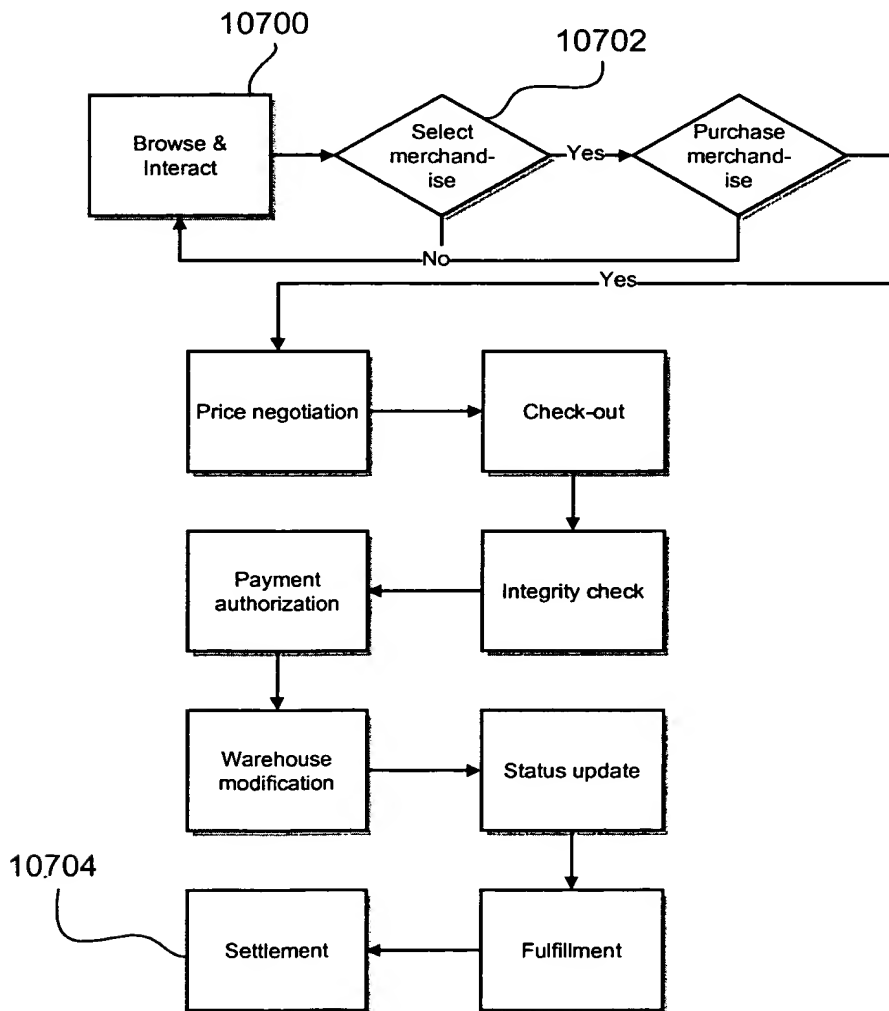 10700
10702
Browse &
Interact
Select
merchand-
ise
Yes
Purchase
merchand-
ise
No
Yes
Price negotiation
Check-out
Payment
authorization
Integrity check
Warehouse
modification
Status update
10704
Settlement
Fulfillment